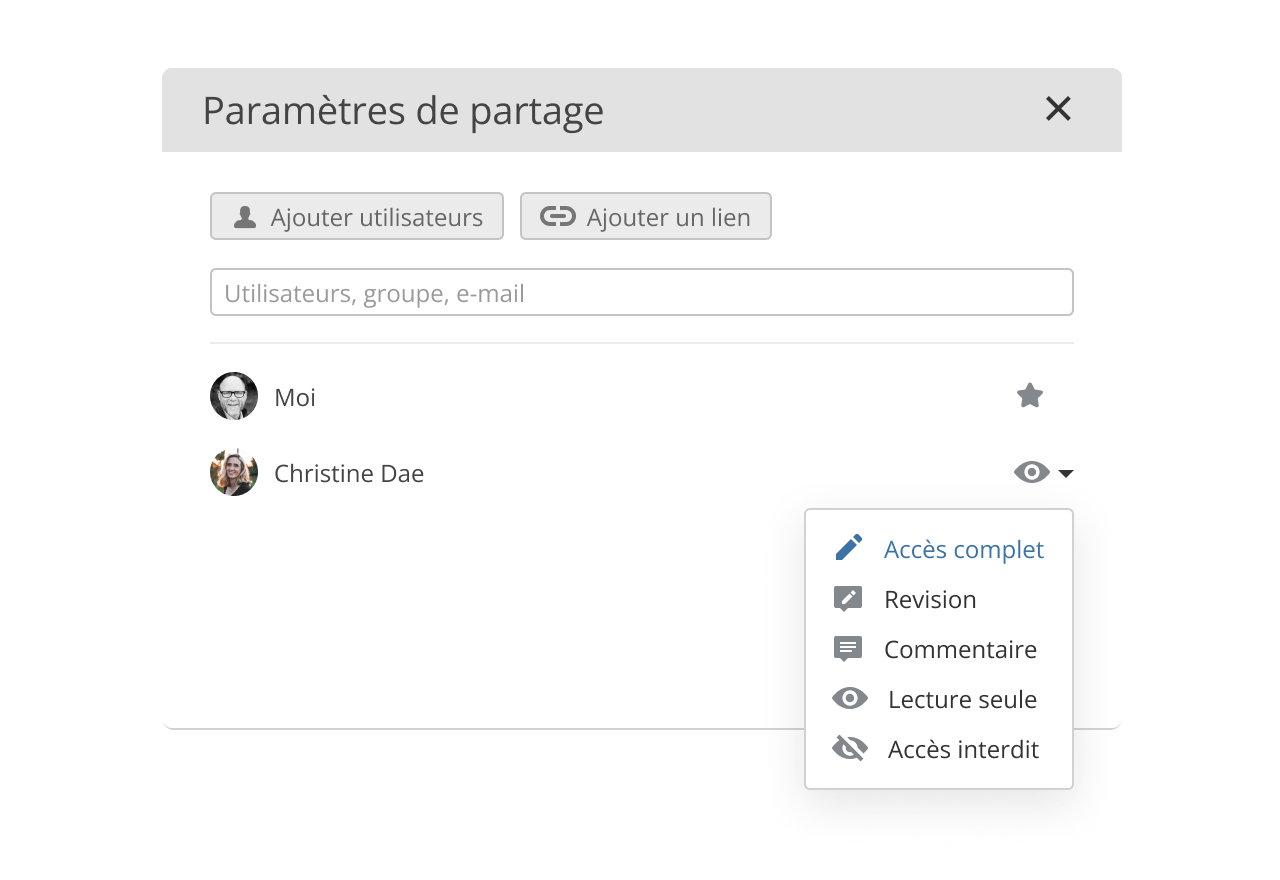 Paramètres de partage
Ajouter utilisateurs
Ajouter un lien
Utilisateurs, groupe, e-mail
Moi
Christine Dae
Accès complet
Revision
Commentaire
Lecture seule
Accès interdit